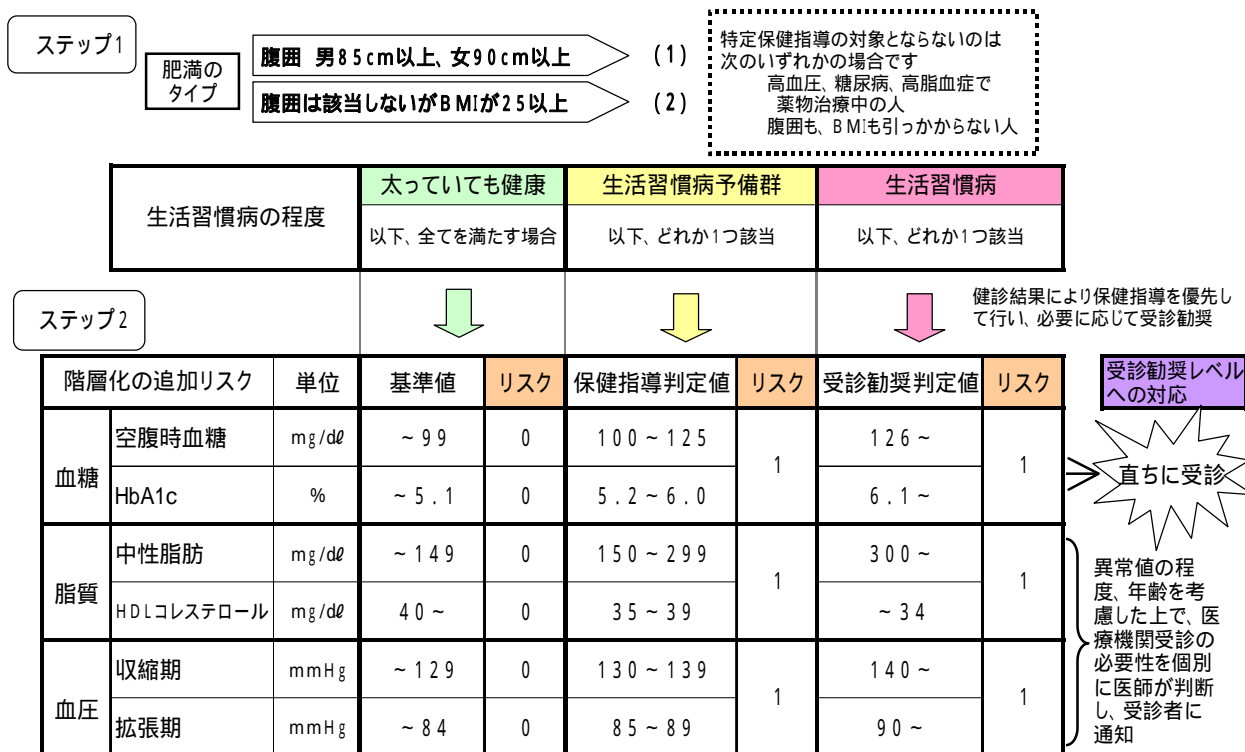 ステップ1
肥満の
タイプ
腹囲 男85cm以上、女90cm以上
(1)
腹囲は該当しないがBMIが25以上
(2)
特定保健指導の対象とならないのは
次のいずれかの場合です
高血圧、糖尿病、高脂血症で
薬物治療中の人
腹囲も、BMIも引っかからない人
生活習慣病の程度
太っていても健康
生活習慣病予備群
生活習慣病
以下、全てを満たす場合
以下、どれか1つ該当
以下、どれか1つ該当
ステップ2
健診結果により保健指導を優先し
て行い、必要に応じて受診勧奨
階層化の追加リスク 単位 基準値 リスク 保健指導判定値 リスク 受診勧奨判定値 リスク
受診勧奨レベル
への対応
血糖
空腹時血糖 mg/dℓ ~99 0 100~125 126~
1 1
HbA1c % ~5.1 0 5.2~6.0 6.1~
直ちに受診
脂質
中性脂肪 mg/dℓ ~149 0 150~299 300~
1 1
HDLコレステロール mg/dℓ 40~ 0 35~39 ~34
血圧
収縮期 mmHg ~129 0 130~139 140~
1 1
拡張期 mmHg ~84 0 85~89 90~
異常値の程
度、年齢を考
慮した上で、医
療機関受診の
必要性を個別
に医師が判断
し、受診者に
通知